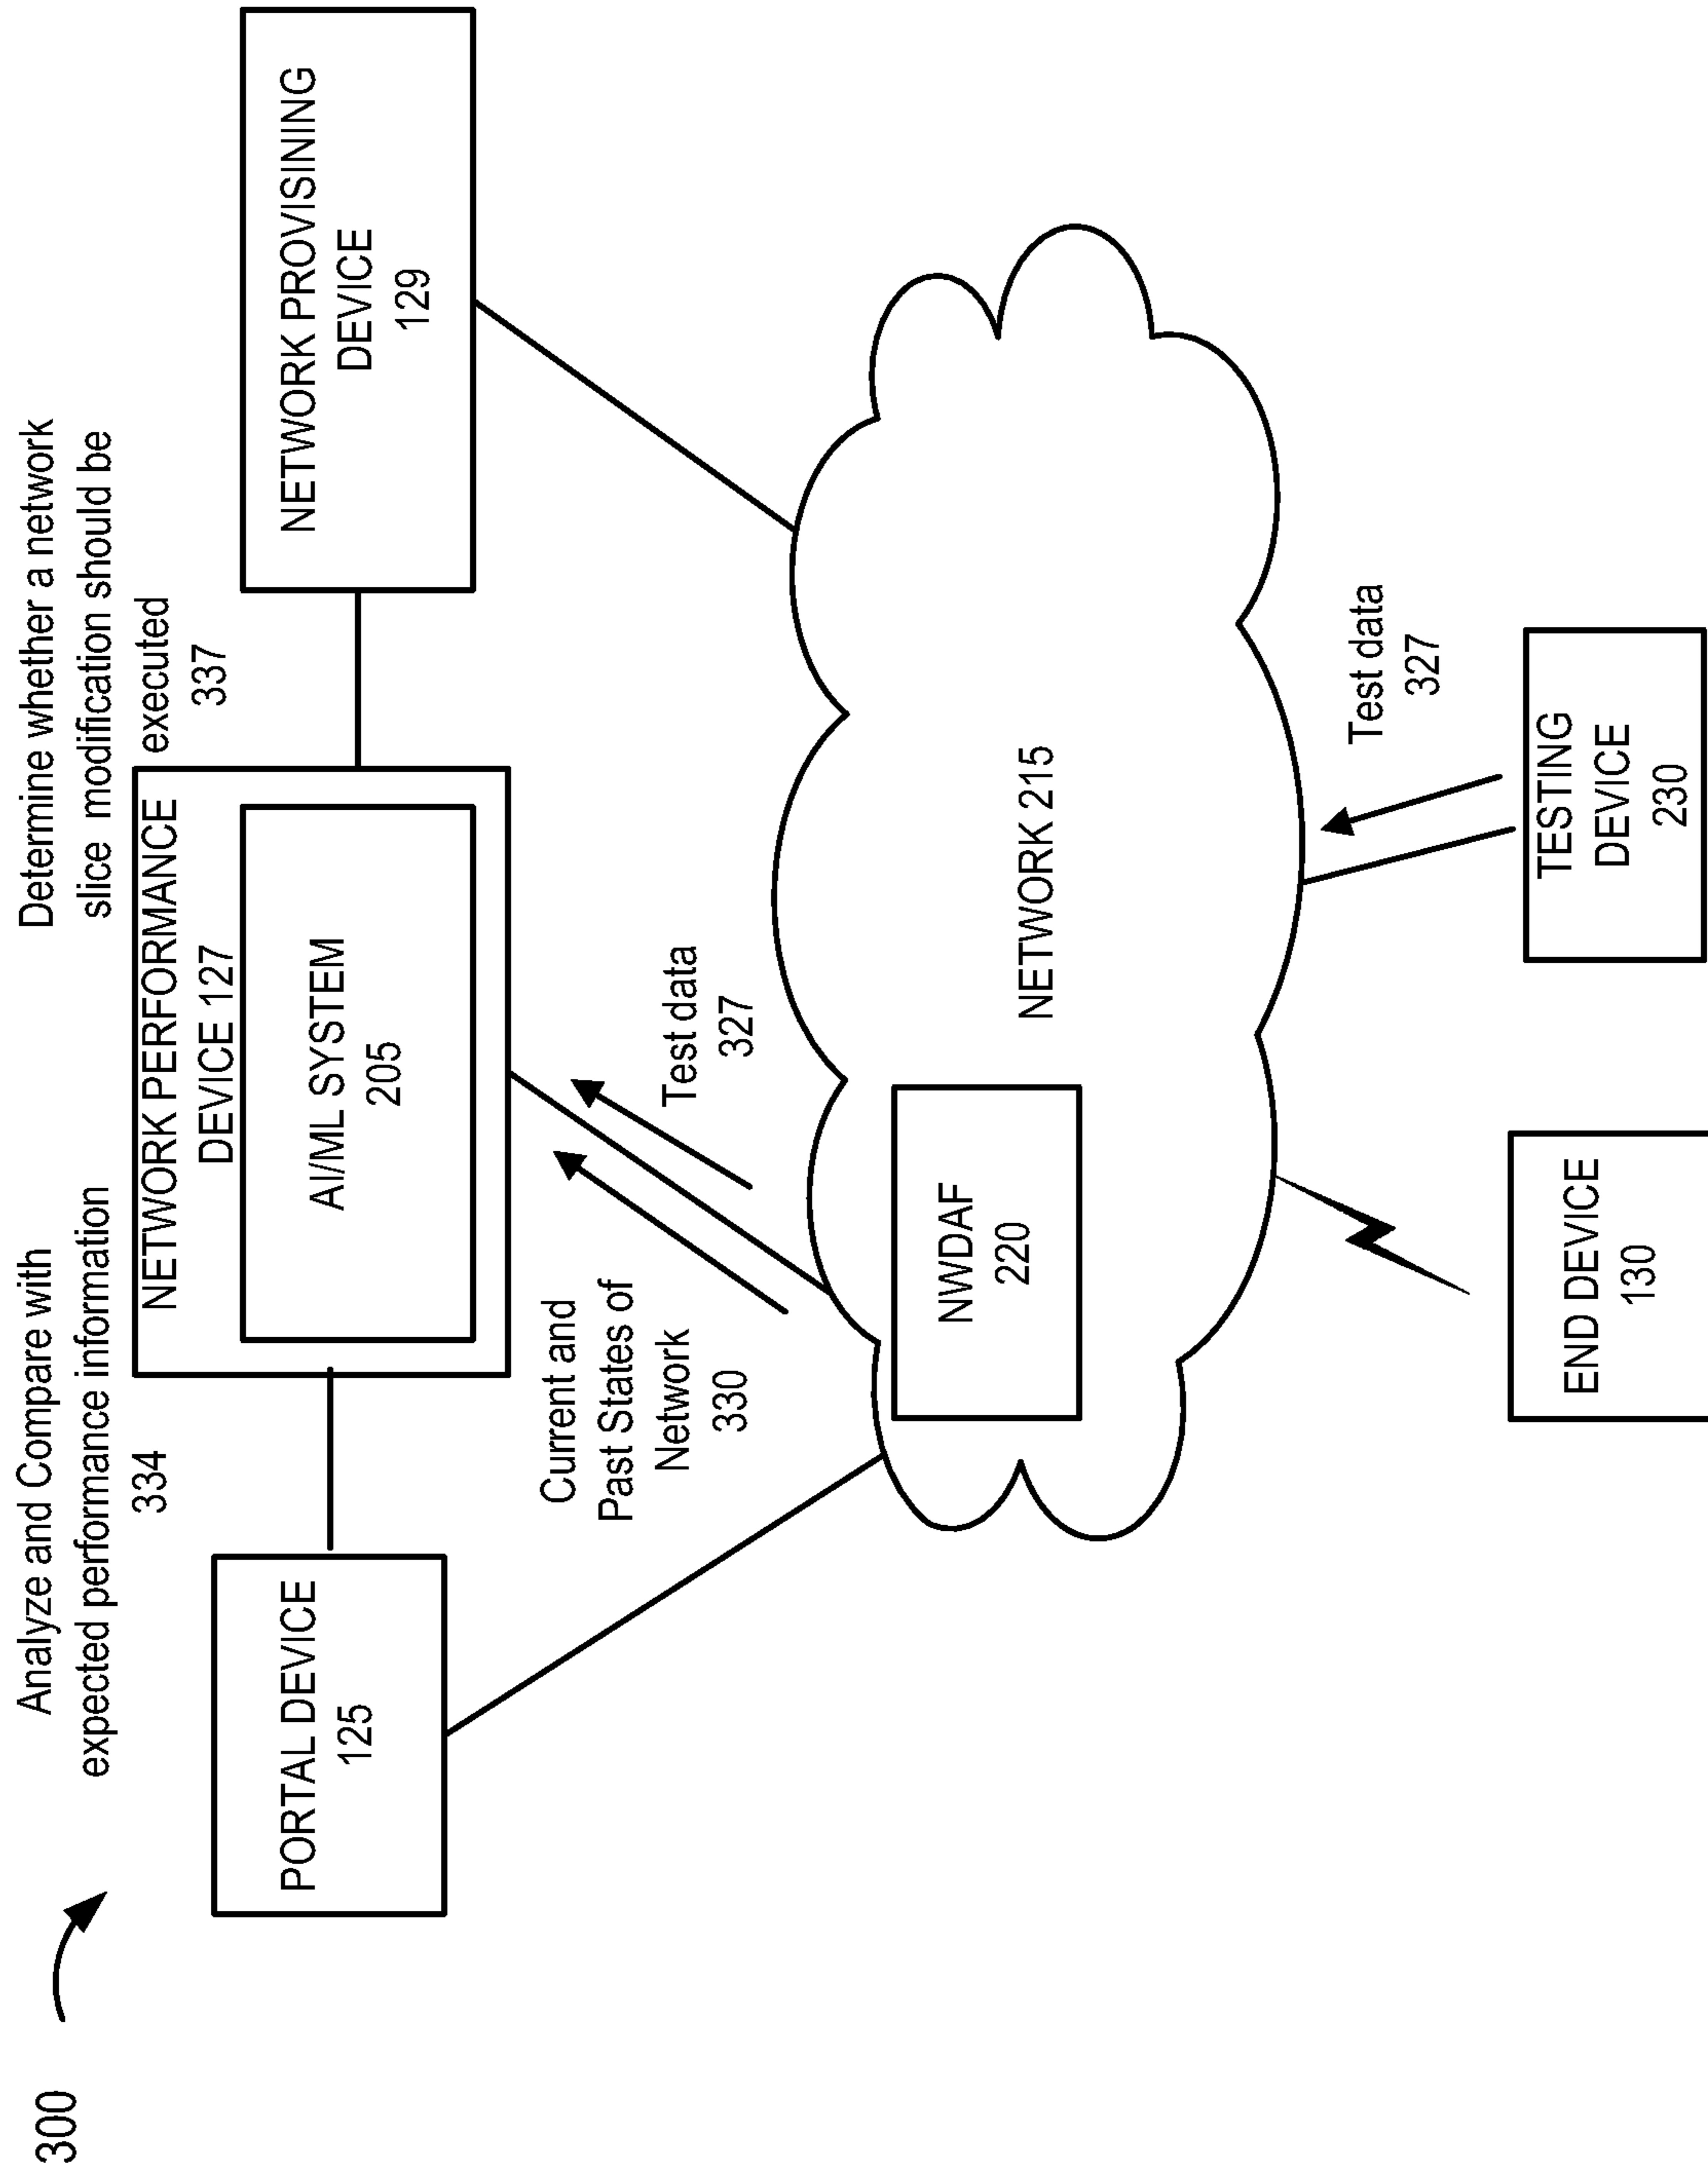 300
Analyze and Compare with
expected performance information
334
Determine whether a network
slice modification should be
executed
337
PORTAL DEVICE
125
NETWORK PERFORMANCE
DEVICE 127
AI/ML SYSTEM
205
NETWORK PROVISINING
DEVICE
129
Current and
Past States of
Network
330
Test data
327
NWDAF
220
NETWORK 215
Test data
327
END DEVICE
130
TESTING
DEVICE
230